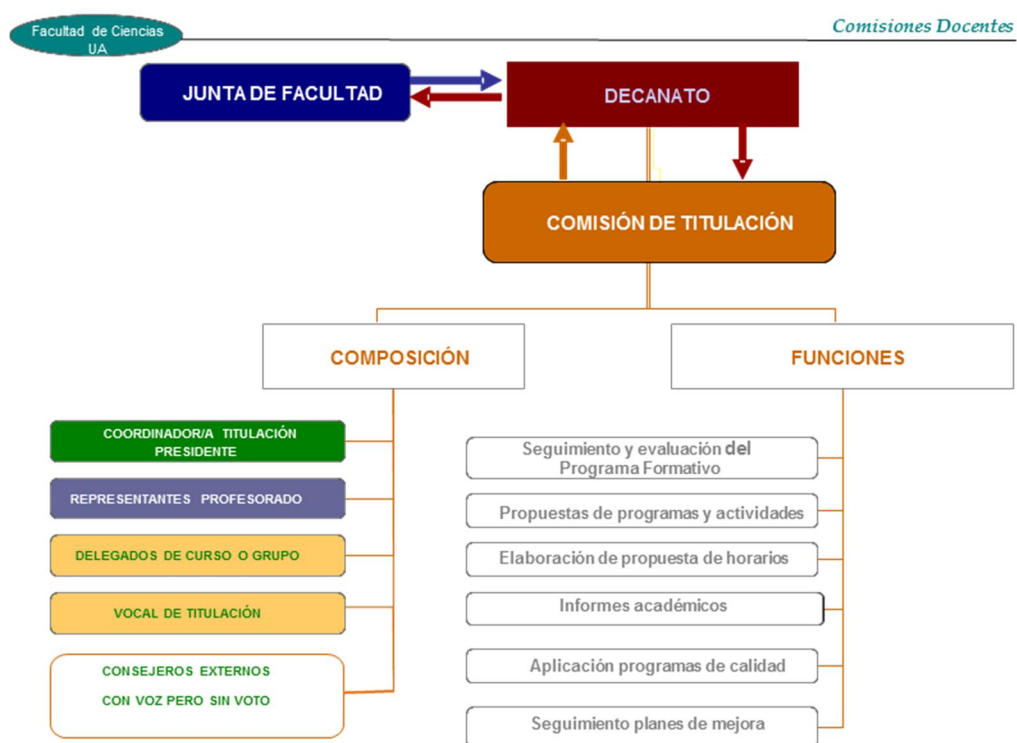 Facultad de Ciencias
UA
Comisiones Docentes
JUNTA DE FACULTAD
DECANATO
COMISIÓN DE TITULACIÓN
COMPOSICIÓN
FUNCIONES
COORDINADOR/A TITULACIÓN
PRESIDENTE
REPRESENTANTES PROFESORADO
DELEGADOS DE CURSO O GRUPO
VOCAL DE TITULACIÓN
CONSEJEROS EXTERNOS
CON VOZ PERO SIN VOTO
Seguimiento y evaluación del
Programa Formativo
Propuestas de programas y actividades
Elaboración de propuesta de horarios
Informes académicos
Aplicación programas de calidad
Seguimiento planes de mejora